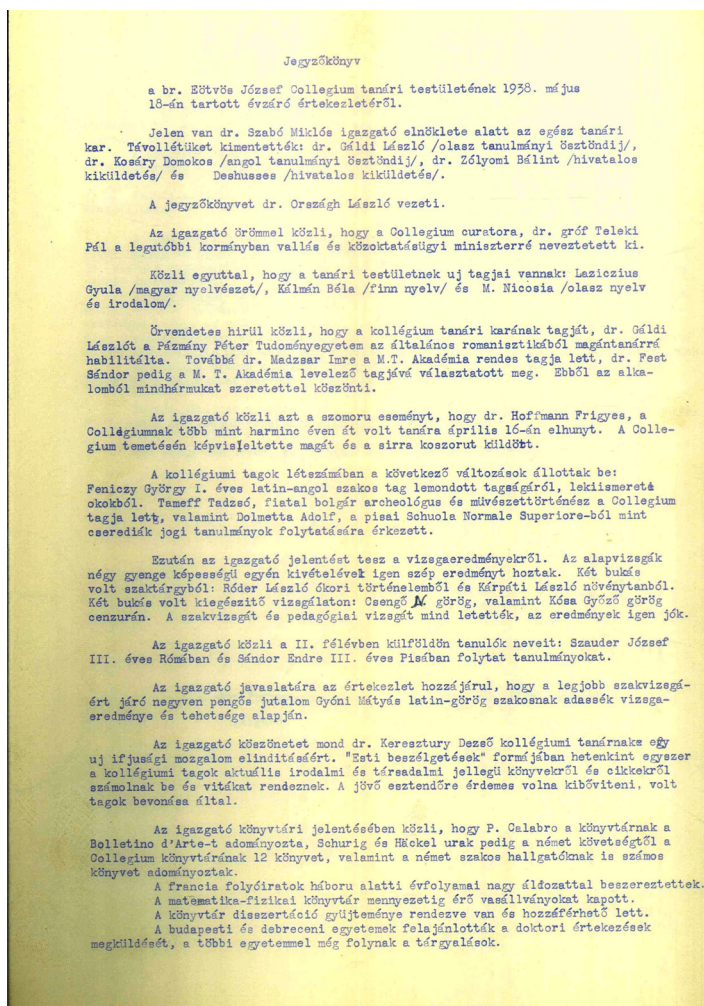 Jegyzőkönyv
a br. Eötvös József Collegium tanári testületének 1938. május
18-án tartott évzáró értekezletéről.
Jelen van dr. Szabó Miklós igazgató elnöklete alatt az egész tanári
kar. Távollétüket kimentették: dr. Gáldi László /olasz tanulmányi ösztöndij/,
dr. Kosáry Domokos /angol tanulmányi ösztöndij/, dr. Zólyomi Bálint /hivatalos
kiküldetés/ és Deshusses /hivatalos kiküldetés/.
A jegyzőkönyvet dr. Országh László vezeti.
Az igazgató örömmel közli, hogy a Collegium curatora, dr. gróf Teleki
Pál a legutóbbi kormányban vallás és közoktatásügyi miniszterré neveztetett ki.
Közli egyuttal, hogy a tanári testületnek uj tagjai vannak: Laziczius
Gyula /magyar nyelvészet/, Kálmán Béla /finn nyelv/ és M. Nicosia /olasz nyelv
és irodalom/.
Örvendetes hirül közli, hogy a kollégium tanári karának tagját, dr. Gáldi
Lászlót a Pázmány Péter Tudományegyetem az általános romanisztikából magántanárrá
habilitálta. Továbbá dr. Madzsar Imre a M.T. Akadémia rendes tagja lett, dr. Fest
Sándor pedig a M. T. Akadémia levelező tagjává választatott meg. Ebből az alka-
lomból mindhármukat szeretettel köszönti.
Az igazgató közli azt a szomoru eseményt, hogy dr. Hoffmann Frigyes, a
Collégiumnak több mint harminc éven át volt tanára április 16-án elhunyt. A Colle-
gium temetésén képviseltette magát és a sirra koszorut küldött.
A kollégiumi tagok létszámában a következő változások állottak be:
Feniczy György I. éves latin-angol szakos tag lemondott tagságáról, lekiismereti
okokból. Tameff Tadzsó, fiatal bolgár archeológus és müvészettörténész a Collegium
tagja lett, valamint Dolmetta Adolf, a pisai Schuola Normale Superiore-ból mint
cserediák jogi tanulmányok folytatására érkezett.
Ezután az igazgató jelentést tesz a vizsgaeredményekről. Az alapvizsgák
négy gyenge képességü egyén kivételével igen szép eredményt hoztak. Két bukás
volt szaktárgyból: Róder László ókori történelemből és Kárpáti László növénytanból.
Két bukás volt kiegészitő vizsgálaton: Csengő N. görög, valamint Kósa Győző görög
cenzurán. A szakvizsgát és pedagógiai vizsgát mind letették, az eredmények igen jók.
Az igazgató közli a II. félévben külföldön tanulók neveit: Szauder József
III. éves Rómában és Sándor Endre III. éves Pisában folytat tanulmányokat.
Az igazgató javaslatára az értekezlet hozzájárul, hogy a legjobb szakvizsgá-
ért járó negyven pengős jutalom Gyóni Mátyás latin-görög szakosnak adassék vizsga-
eredménye és tehetsége alapján.
Az igazgató köszönetet mond dr. Keresztury Dezső kollégiumi tanárnak egy
uj ifjusági mozgalom elinditásáért. "Esti beszélgetések" formájában hetenkint egyszer
a kollégiumi tagok aktuális irodalmi és társadalmi jellegü könyvekről és cikkekről
számolnak be és vitákat rendeznek. A jövő esztendőre érdemes volna kibőviteni, volt
tagok bevonása által.
Az igazgató könyvtári jelentésében közli, hogy P. Calabro a könyvtárnak a
Bolletino d'Arte-t adományozta, Schurig és Häckel urak pedig a német követségtől a
Collegium könyvtárának 12 könyvet, valamint a német szakos hallgatóknak is számos
könyvet adományoztak.
A francia folyóiratok háboru alatti évfolyamai nagy áldozattal beszereztettek.
A matematika-fizikai könyvtár mennyezetig érő vasállványokat kapott.
A könyvtár disszertáció gyüjteménye rendezve van és hozzáférhető lett.
A budapesti és debreceni egyetemek felajánlották a doktori értekezések
megküldését, a többi egyetemmel még folynak a tárgyalások.